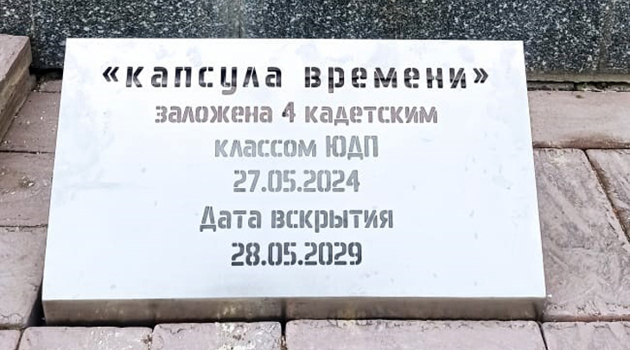 «капсула времени»
заложена 4 кадетским
классом ЮДП
27.05.2024
Дата вскрытия
28.05.2029